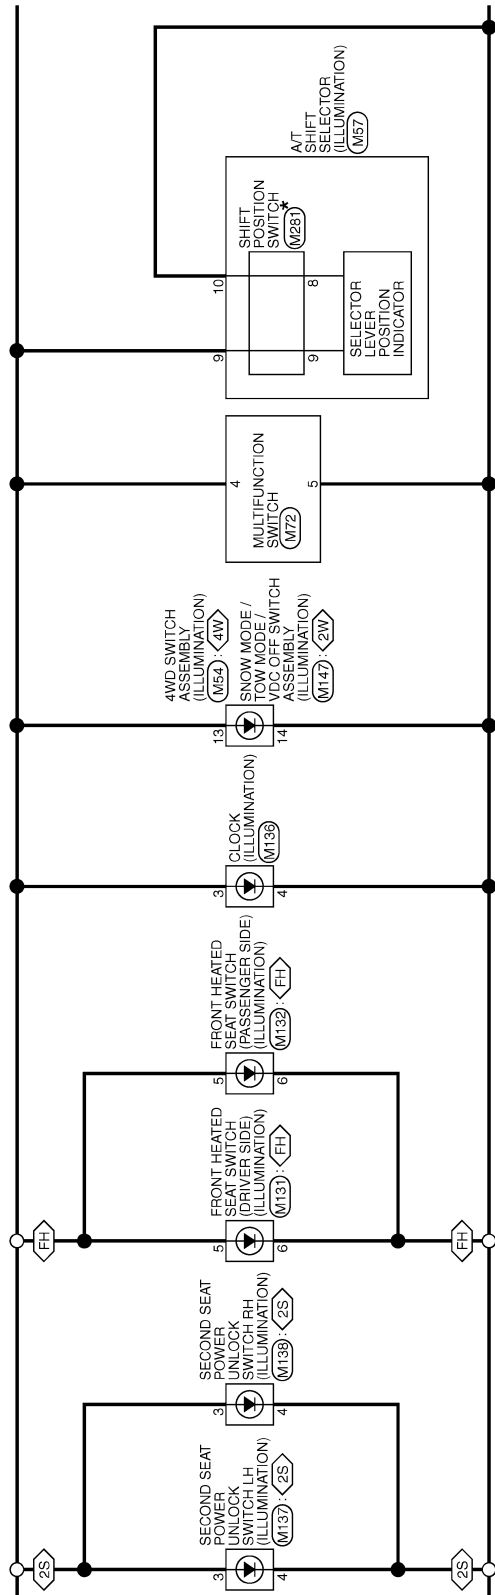 2S
SECOND SEAT
POWER
UNLOCK
SWITCH LH
(ILLUMINATION)
M137 : 2S
3
4
2S
SECOND SEAT
POWER
UNLOCK
SWITCH RH
(ILLUMINATION)
M138 : 2S
3
4
FH
FRONT HEATED
SEAT SWITCH
(DRIVER SIDE)
(ILLUMINATION)
M131 : FH
5
6
FH
FRONT HEATED
SEAT SWITCH
(PASSENGER SIDE)
(ILLUMINATION)
M132 : FH
5
6
CLOCK
(ILLUMINATION)
M136
3
4
4WD SWITCH
ASSEMBLY
(ILLUMINATION)
M54 : 4W
13
14
SNOW MODE /
TOW MODE /
VDC OFF SWITCH
ASSEMBLY
(ILLUMINATION)
M147 : 2W
4
MULTIFUNCTION
SWITCH
M72
5
A/T
SHIFT
SELECTOR
(ILLUMINATION)
M57
9
10
SHIFT
POSITION
SWITCH*
M281
9
8
SELECTOR
LEVER
POSITION
INDICATOR